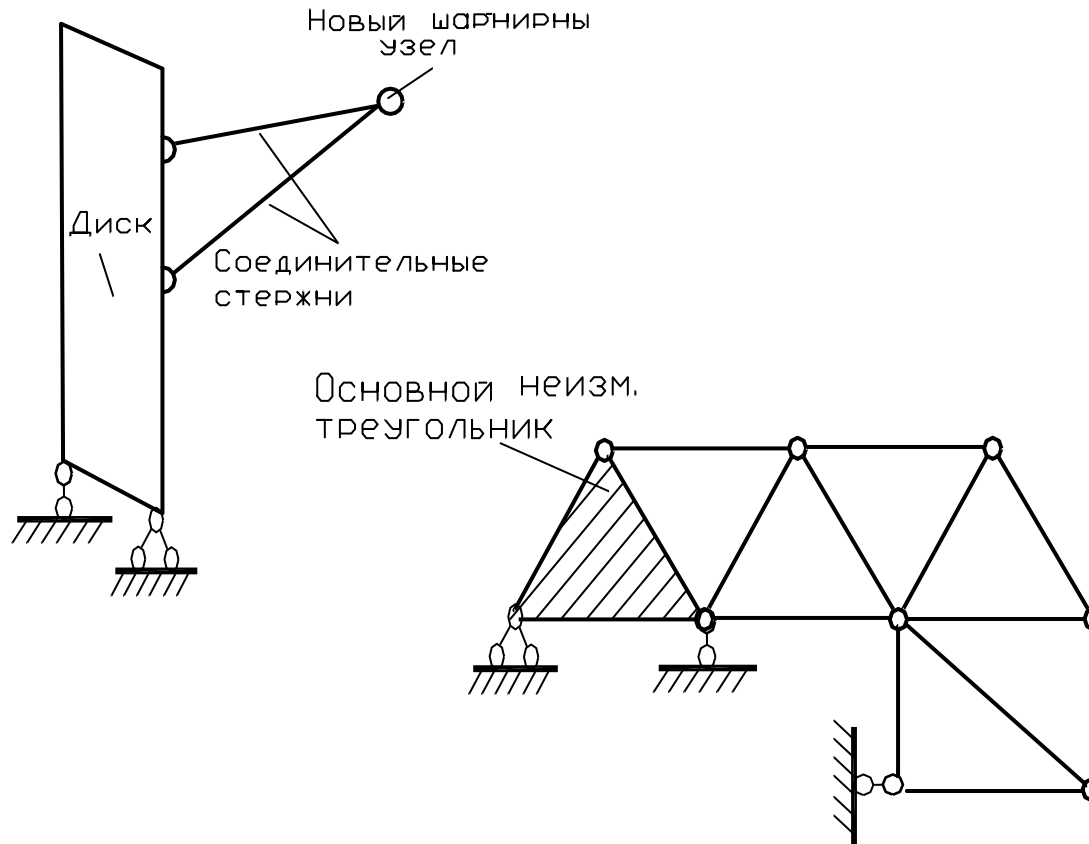 Новый шарнирны
узел
Диск
Соединительные
стержни
Основной неизм.
треугольник